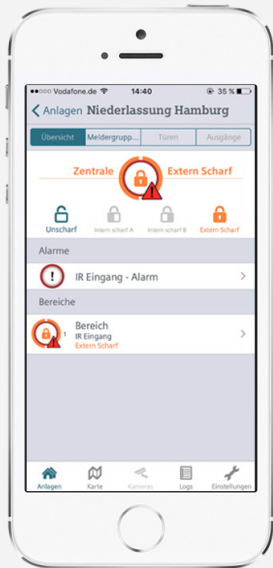 Vodafone.de 14:40 35 %
Anlagen Niederlassung Hamburg
Übersicht Meldergrupp... Türen Ausgänge
Zentrale Extern Scharf
Unscharf Intern scharf A Intern scharf B Extern Scharf
Alarme
! IR Eingang - Alarm
Bereiche
1 Bereich
IR Eingang
Extern Scharf
Anlagen Karte Kameras Logs Einstellungen